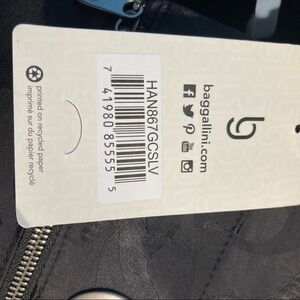 b
baggallini.com
HAN867GCSLV
7 41980 85555 5
printed on recycled paper
imprimé sur du papier recyclé